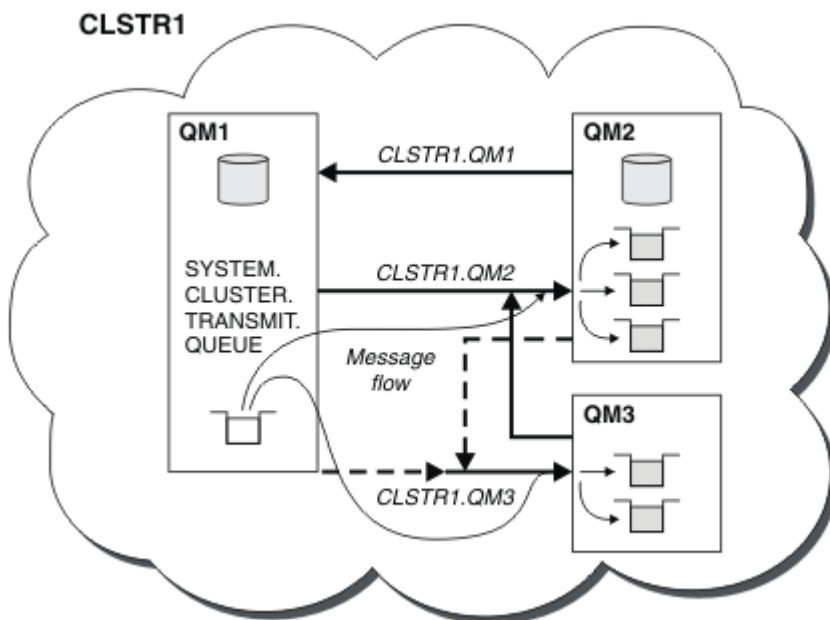 CLSTR1
QM1
CLSTR1.QM1
QM2
SYSTEM.
CLUSTER.
TRANSMIT.
QUEUE
CLSTR1.QM2
Message
flow
QM3
CLSTR1.QM3